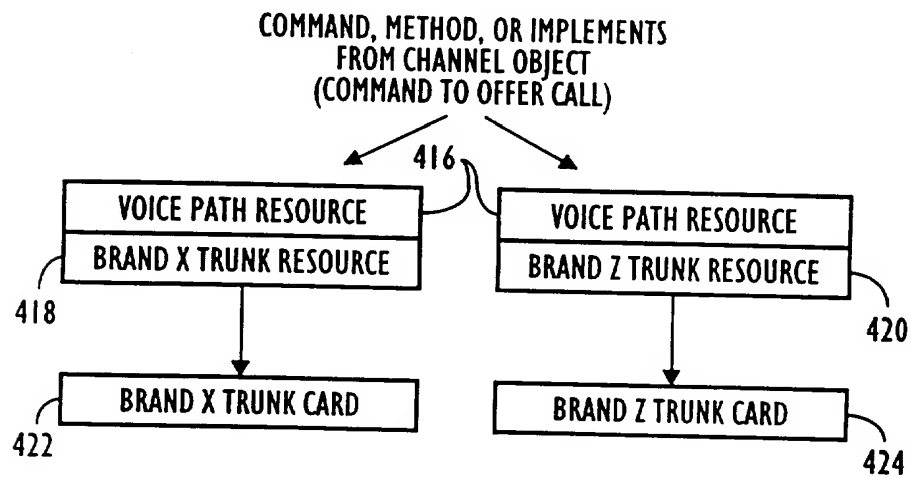 COMMAND, METHOD, OR IMPLEMENTS
FROM CHANNEL OBJECT
(COMMAND TO OFFER CALL)
416
VOICE PATH RESOURCE
BRAND X TRUNK RESOURCE
418
VOICE PATH RESOURCE
BRAND Z TRUNK RESOURCE
420
BRAND X TRUNK CARD
422
BRAND Z TRUNK CARD
424